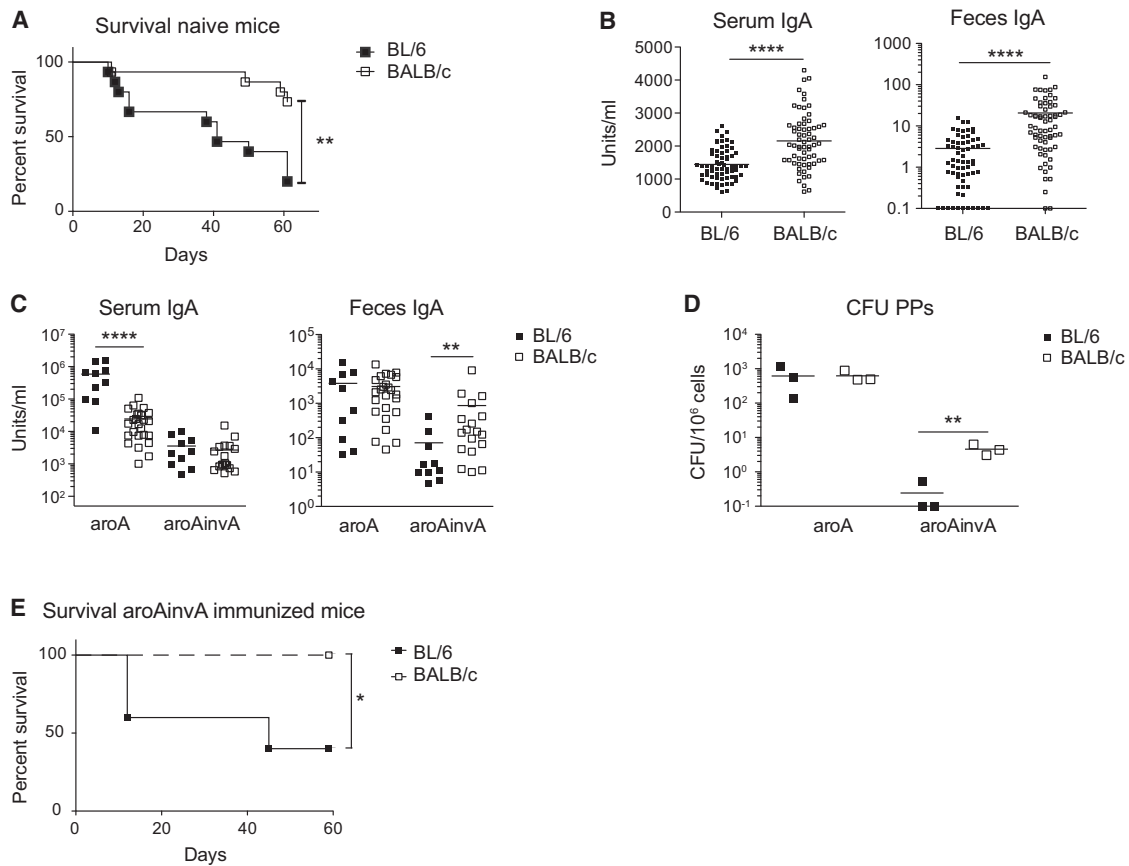 A
Survival naive mice
BL/6
BALB/c
Percent survival
100
50
0
**
0 20 40 60
Days
B
Serum IgA
Units/ml
5000
4000
3000
2000
1000
0
****
BL/6 BALB/c
Feces IgA
1000
100
10
1
0.1
****
BL/6 BALB/c
C
Serum IgA
Units/ml
10⁷
10⁶
10⁵
10⁴
10³
10²
****
aroA aroAinvA
Feces IgA
10⁵
10⁴
10³
10²
10¹
10⁰
**
aroA aroAinvA
BL/6
BALB/c
D
CFU PPs
BL/6
BALB/c
CFU/10⁶ cells
10⁴
10³
10²
10¹
10⁰
10⁻¹
**
aroA aroAinvA
E Survival aroAinvA immunized mice
BL/6
BALB/c
Percent survival
100
50
0
*
0 20 40 60
Days